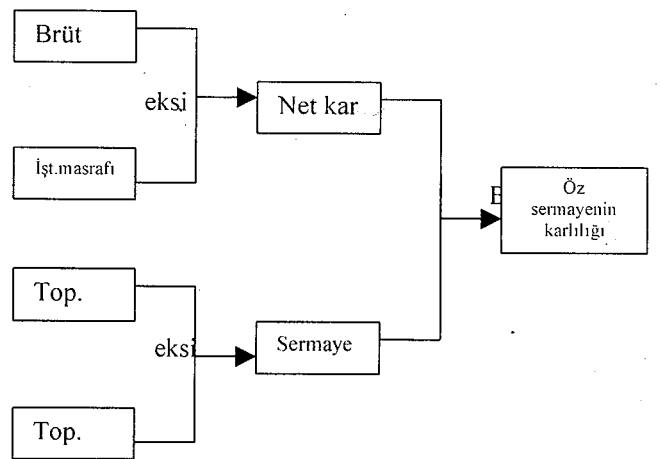 Brüt
eksi
Net kar
İşt.masrafı
Öz
sermayenin
karlılığı
Top.
eksi
Sermaye
Top.